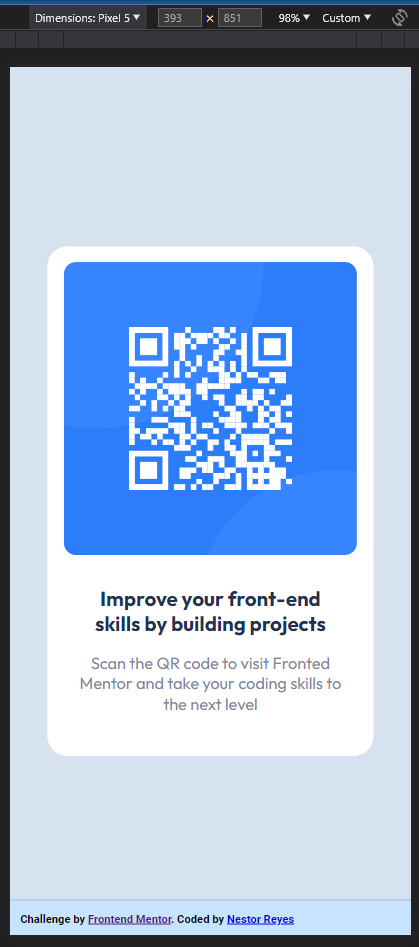 Dimensions: Pixel 5 ▼ 393 × 851 98% ▼ Custom ▼
Improve your front-end
skills by building projects
Scan the QR code to visit Fronted
Mentor and take your coding skills to
the next level
Challenge by Frontend Mentor. Coded by Nestor Reyes